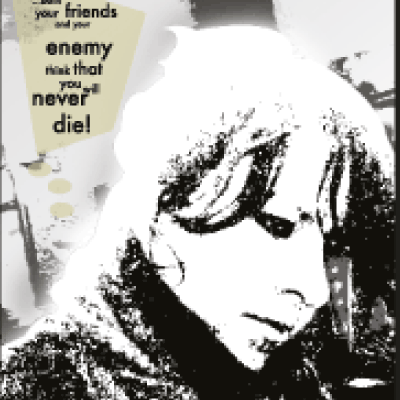 your friends
and your
enemy
think that
you will
never
die!